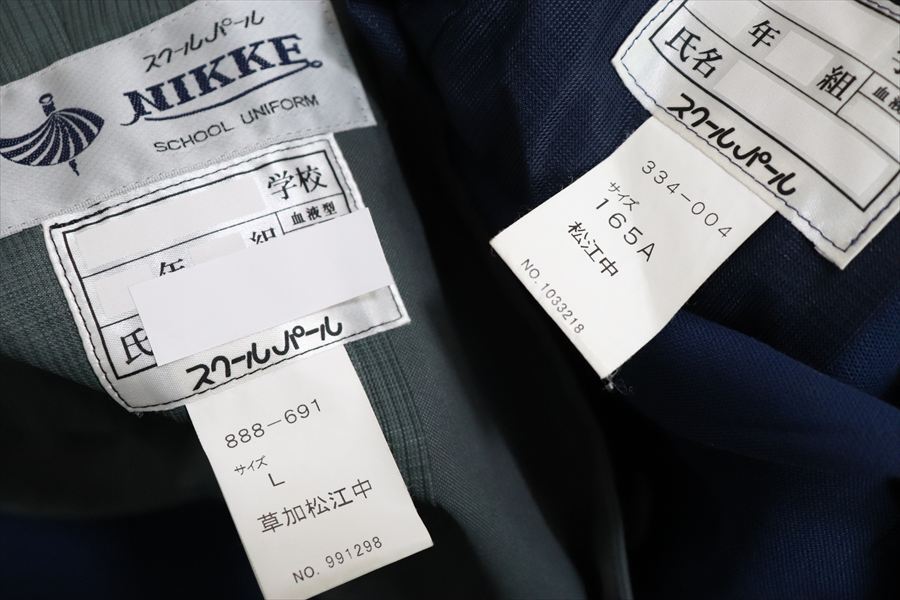 スクールパール
NIKKE
SCHOOL UNIFORM
学校
血液型
年 組
氏
スクールパール
888-691
サイズ
L
草加松江中
NO. 991298
年 組
氏名
血液
スクールパール
334-004
サイズ
165A
松江中
NO. 1033218